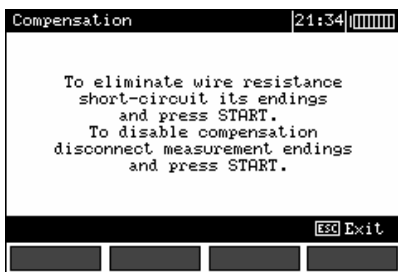 Compensation 21:34
To eliminate wire resistance
short-circuit its endings
and press START.
To disable compensation
disconnect measurement endings
and press START.
ESC Exit